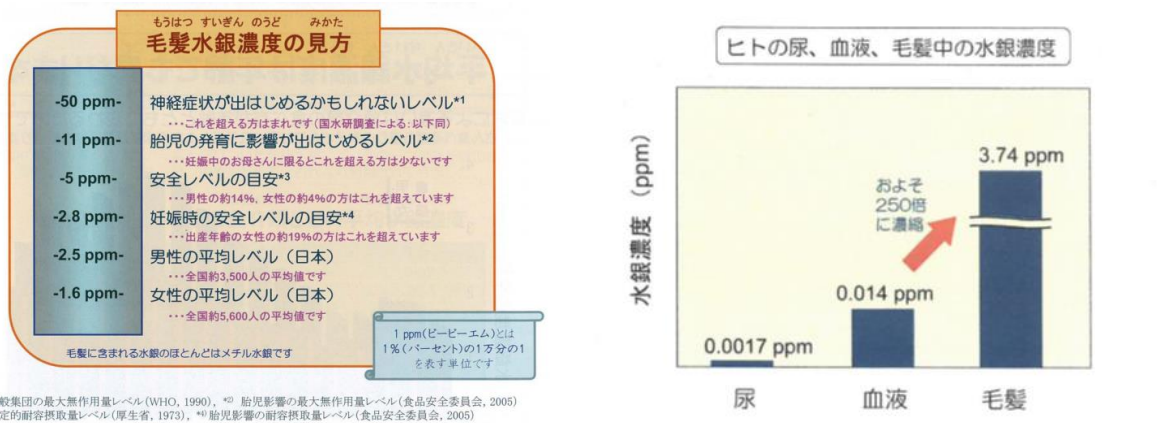 もうはつ すいぎん のうど みかた
毛髪水銀濃度の見方
-50 ppm- 神経症状が出はじめるかもしれないレベル*1
･･･これを超える方はまれです（国水研調査による：以下同）
-11 ppm- 胎児の発育に影響が出はじめるレベル*2
･･･妊娠中のお母さんに限るとこれを超える方は少ないです
-5 ppm- 安全レベルの目安*3
･･･男性の約14%，女性の約4%の方はこれを超えています
-2.8 ppm- 妊娠時の安全レベルの目安*4
･･･出産年齢の女性の約19%の方はこれを超えています
-2.5 ppm- 男性の平均レベル（日本）
･･･全国約3,500人の平均値です
-1.6 ppm- 女性の平均レベル（日本）
･･･全国約5,600人の平均値です
毛髪に含まれる水銀のほとんどはメチル水銀です
1 ppm(ピーピーエム)とは
1%(パーセント)の1万分の1
を表す単位です
般集団の最大無作用量レベル(WHO, 1990), *2) 胎児影響の最大無作用量レベル(食品安全委員会, 2005)
定的耐容摂取量レベル(厚生省, 1973), *4) 胎児影響の耐容摂取量レベル(食品安全委員会, 2005)
ヒトの尿、血液、毛髪中の水銀濃度
水銀濃度（ppm）
3.74 ppm
およそ
250倍
に濃縮
0.014 ppm
0.0017 ppm
尿 血液 毛髪